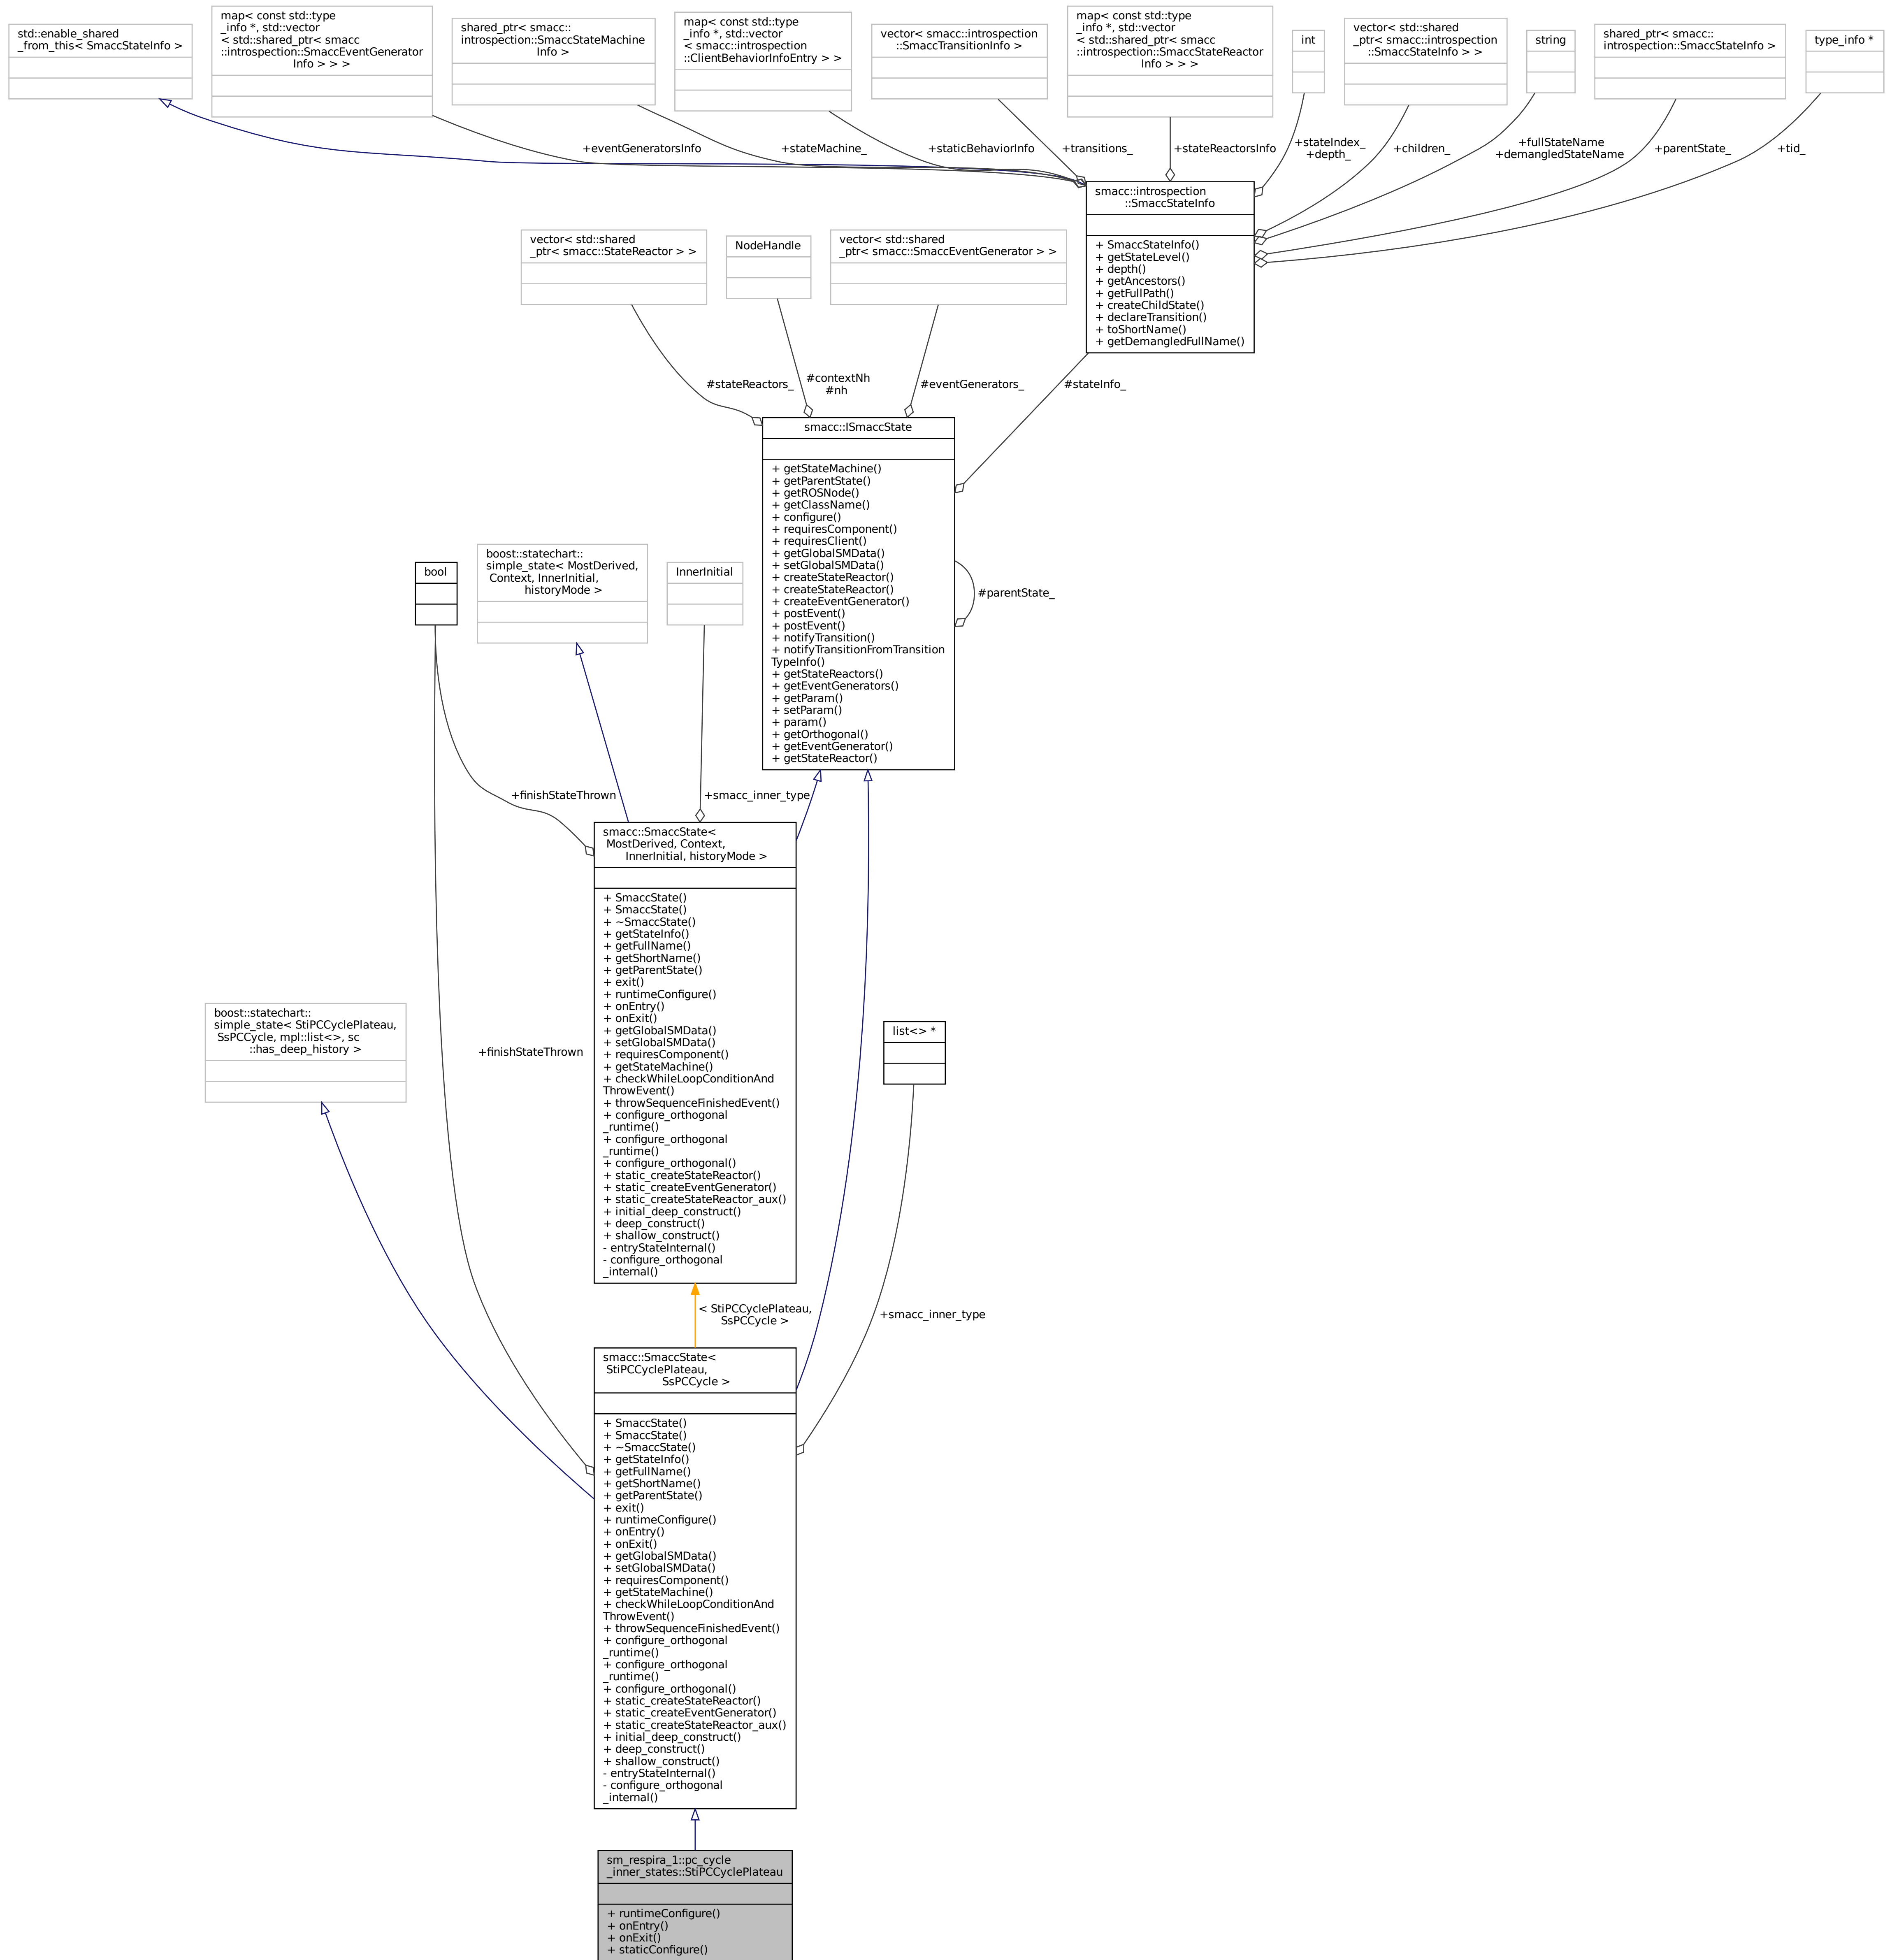 std::enable_shared
_from_this< SmaccStateInfo >
map< const std::type
_info *, std::vector
< std::shared_ptr< smacc
::introspection::SmaccEventGenerator
Info > > >
shared_ptr< smacc::
introspection::SmaccStateMachine
Info >
map< const std::type
_info *, std::vector
< smacc::introspection
::ClientBehaviorInfoEntry > >
vector< smacc::introspection
::SmaccTransitionInfo >
map< const std::type
_info *, std::vector
< std::shared_ptr< smacc
::introspection::SmaccStateReactor
Info > > >
int
vector< std::shared
_ptr< smacc::introspection
::SmaccStateInfo > >
string
shared_ptr< smacc::
introspection::SmaccStateInfo >
type_info *
+eventGeneratorsInfo
+stateMachine_
+staticBehaviorInfo
+transitions_
+stateReactorsInfo
+stateIndex_
+depth_
+children_
+fullStateName
+demangledStateName
+parentState_
+tid_
smacc::introspection
::SmaccStateInfo
+ SmaccStateInfo()
+ getStateLevel()
+ depth()
+ getAncestors()
+ getFullPath()
+ createChildState()
+ declareTransition()
+ toShortName()
+ getDemangledFullName()
vector< std::shared
_ptr< smacc::StateReactor > >
NodeHandle
vector< std::shared
_ptr< smacc::SmaccEventGenerator > >
#stateReactors_
#contextNh
#nh
#eventGenerators_
#stateInfo_
smacc::ISmaccState
+ getStateMachine()
+ getParentState()
+ getROSNode()
+ getClassName()
+ configure()
+ requiresComponent()
+ requiresClient()
+ getGlobalSMData()
+ setGlobalSMData()
+ createStateReactor()
+ createStateReactor()
+ createEventGenerator()
+ postEvent()
+ postEvent()
+ notifyTransition()
+ notifyTransitionFromTransition
TypeInfo()
+ getStateReactors()
+ getEventGenerators()
+ getParam()
+ setParam()
+ param()
+ getOrthogonal()
+ getEventGenerator()
+ getStateReactor()
#parentState_
bool
boost::statechart::
simple_state< MostDerived,
Context, InnerInitial,
historyMode >
InnerInitial
+finishStateThrown
+smacc_inner_type
smacc::SmaccState<
MostDerived, Context,
InnerInitial, historyMode >
+ SmaccState()
+ SmaccState()
+ ~SmaccState()
+ getStateInfo()
+ getFullName()
+ getShortName()
+ getParentState()
+ exit()
+ runtimeConfigure()
+ onEntry()
+ onExit()
+ getGlobalSMData()
+ setGlobalSMData()
+ requiresComponent()
+ getStateMachine()
+ checkWhileLoopConditionAnd
ThrowEvent()
+ throwSequenceFinishedEvent()
+ configure_orthogonal
_runtime()
+ configure_orthogonal
_runtime()
+ configure_orthogonal()
+ static_createStateReactor()
+ static_createEventGenerator()
+ static_createStateReactor_aux()
+ initial_deep_construct()
+ deep_construct()
+ shallow_construct()
- entryStateInternal()
- configure_orthogonal
_internal()
boost::statechart::
simple_state< StiPCCyclePlateau,
SsPCCycle, mpl::list<>, sc
::has_deep_history >
+finishStateThrown
list<> *
< StiPCCyclePlateau,
SsPCCycle >
+smacc_inner_type
smacc::SmaccState<
StiPCCyclePlateau,
SsPCCycle >
+ SmaccState()
+ SmaccState()
+ ~SmaccState()
+ getStateInfo()
+ getFullName()
+ getShortName()
+ getParentState()
+ exit()
+ runtimeConfigure()
+ onEntry()
+ onExit()
+ getGlobalSMData()
+ setGlobalSMData()
+ requiresComponent()
+ getStateMachine()
+ checkWhileLoopConditionAnd
ThrowEvent()
+ throwSequenceFinishedEvent()
+ configure_orthogonal
_runtime()
+ configure_orthogonal
_runtime()
+ configure_orthogonal()
+ static_createStateReactor()
+ static_createEventGenerator()
+ static_createStateReactor_aux()
+ initial_deep_construct()
+ deep_construct()
+ shallow_construct()
- entryStateInternal()
- configure_orthogonal
_internal()
sm_respira_1::pc_cycle
_inner_states::StiPCCyclePlateau
+ runtimeConfigure()
+ onEntry()
+ onExit()
+ staticConfigure()